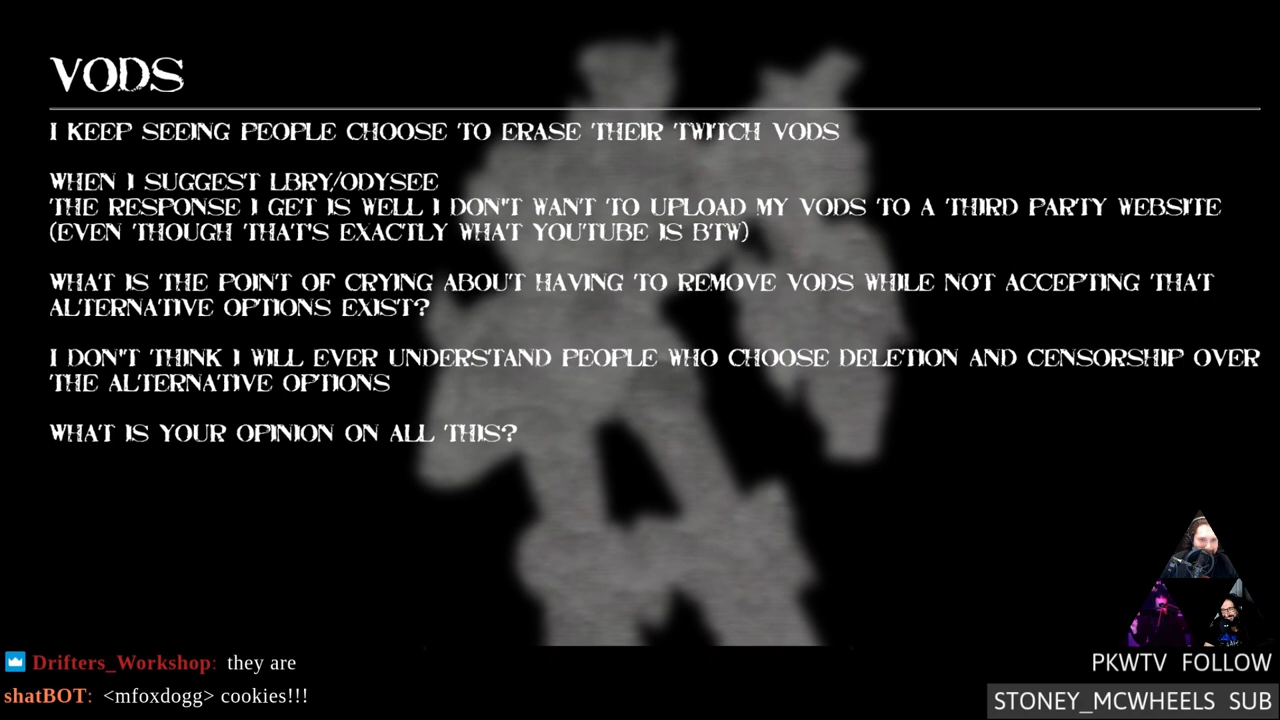 VODS
I KEEP SEEING PEOPLE CHOOSE TO ERASE THEIR TWITCH VODS
WHEN I SUGGEST LBRY/ODYSEE
THE RESPONSE I GET IS WELL I DON'T WANT TO UPLOAD MY VODS TO A THIRD PARTY WEBSITE
(EVEN THOUGH THAT'S EXACTLY WHAT YOUTUBE IS BTW)
WHAT IS THE POINT OF CRYING ABOUT HAVING TO REMOVE VODS WHILE NOT ACCEPTING THAT
ALTERNATIVE OPTIONS EXIST?
I DON'T THINK I WILL EVER UNDERSTAND PEOPLE WHO CHOOSE DELETION AND CENSORSHIP OVER
THE ALTERNATIVE OPTIONS
WHAT IS YOUR OPINION ON ALL THIS?
Drifters_Workshop: they are
shatBOT: <mfoxdogg> cookies!!!
PKWTV FOLLOW
STONEY_MCWHEELS SUB